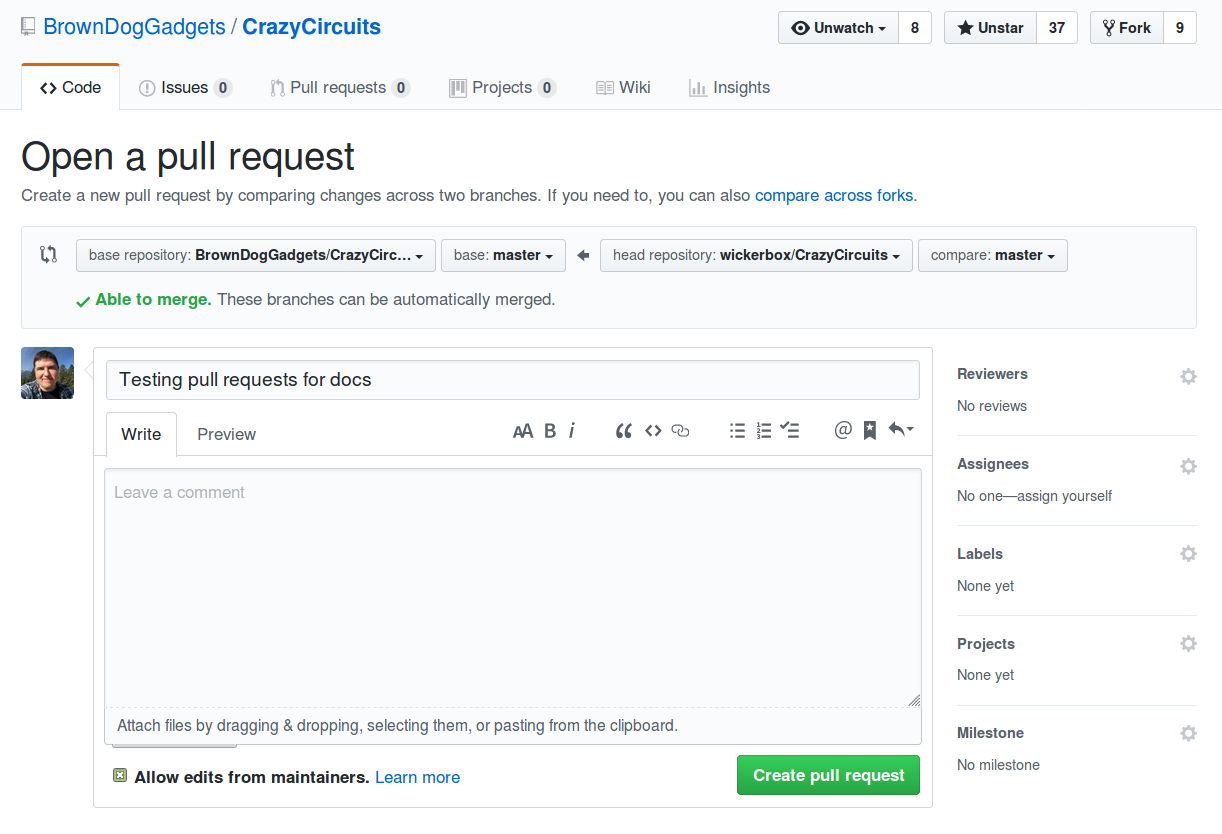 BrownDogGadgets / CrazyCircuits
Unwatch 8 Unstar 37 Fork 9
Code Issues 0 Pull requests 0 Projects 0 Wiki Insights
Open a pull request
Create a new pull request by comparing changes across two branches. If you need to, you can also compare across forks.
base repository: BrownDogGadgets/CrazyCirc... base: master head repository: wickerbox/CrazyCircuits compare: master
Able to merge. These branches can be automatically merged.
Testing pull requests for docs
Write Preview AA B i @
Leave a comment
Attach files by dragging & dropping, selecting them, or pasting from the clipboard.
Allow edits from maintainers. Learn more Create pull request
Reviewers
No reviews
Assignees
No one—assign yourself
Labels
None yet
Projects
None yet
Milestone
No milestone